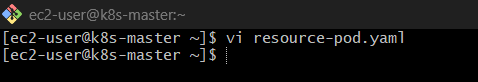 ec2-user@k8s-master:~
[ec2-user@k8s-master ~]$ vi resource-pod.yaml
[ec2-user@k8s-master ~]$